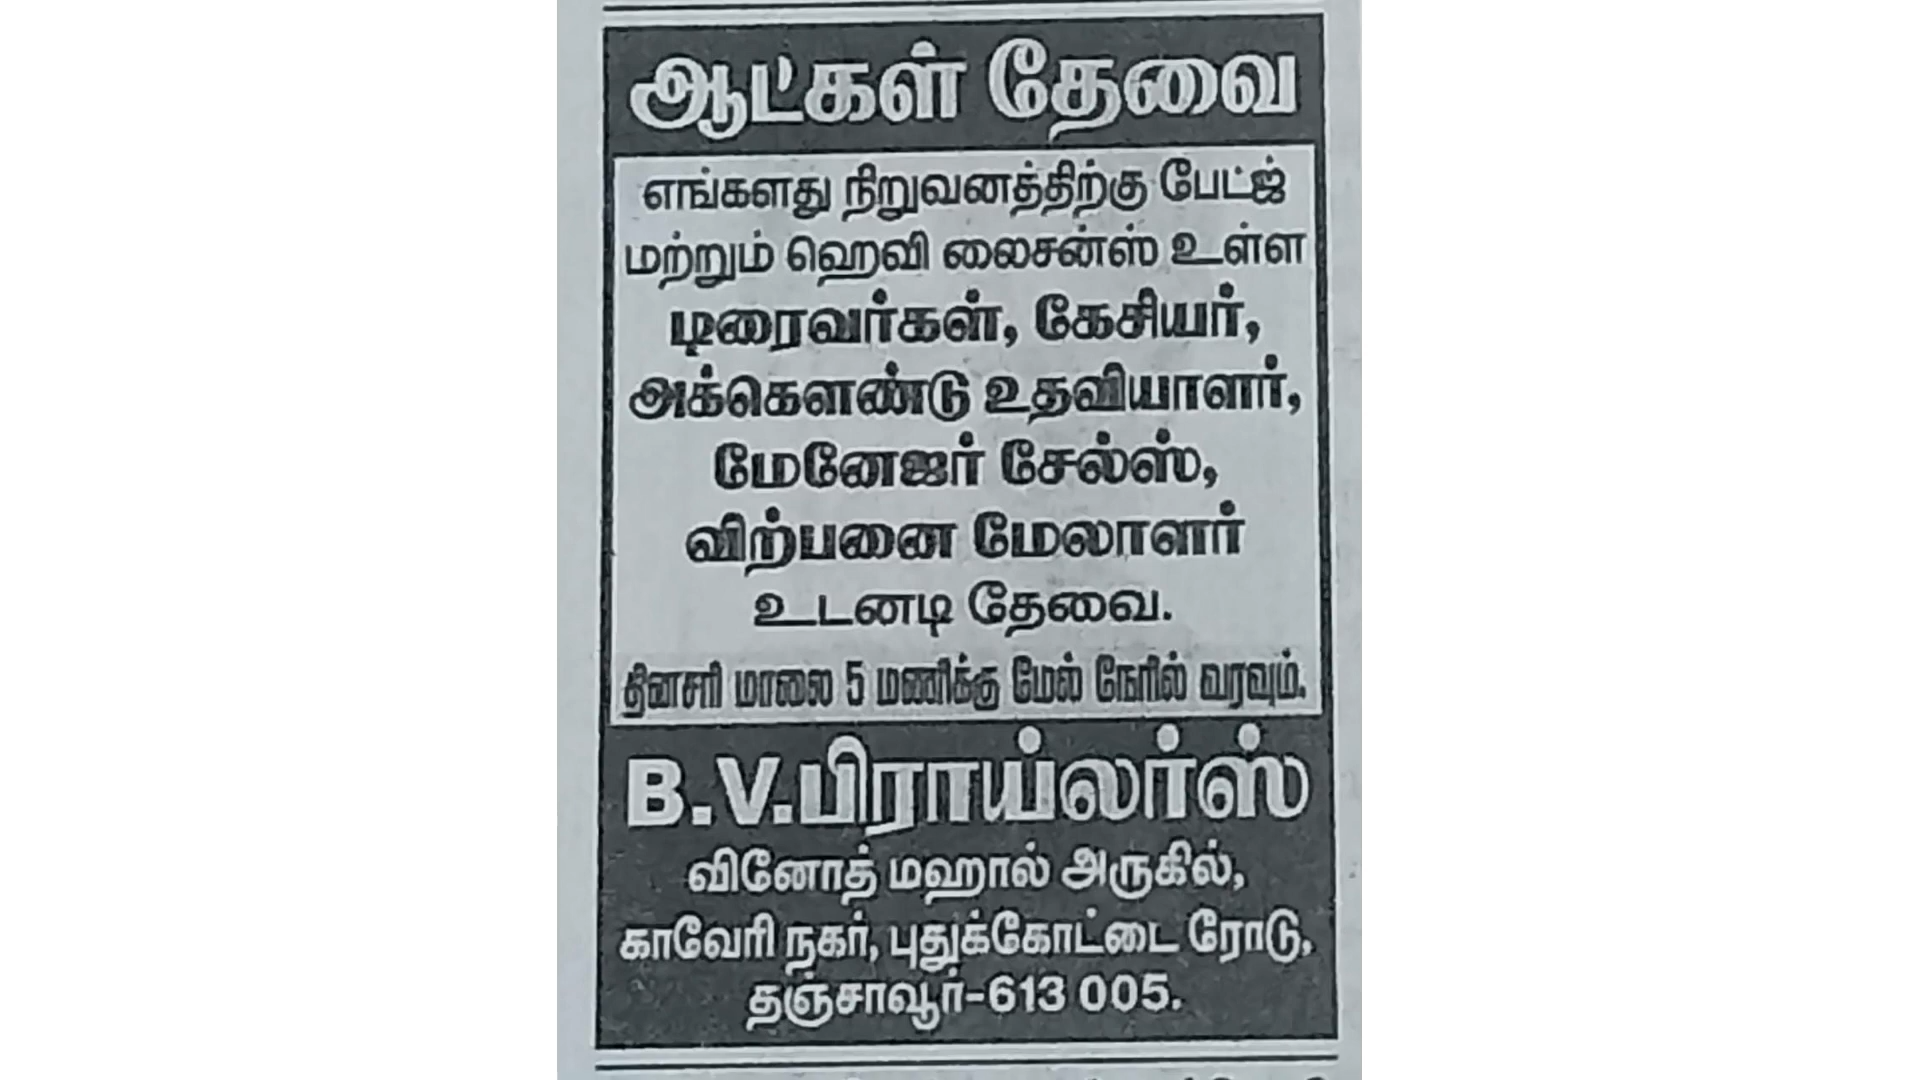 ஆட்கள் தேவை
எங்களது நிறுவனத்திற்கு பேட்ஜ்
மற்றும் ஹெவி லைசன்ஸ் உள்ள
டிரைவர்கள், கேசியர்,
அக்கௌண்டு உதவியாளர்,
மேனேஜர் சேல்ஸ்,
விற்பனை மேலாளர்
உடனடி தேவை.
தினசரி மாலை 5 மணிக்கு மேல் நேரில் வரவும்.
B.V.பிராய்லர்ஸ்
வினோத் மஹால் அருகில்,
காவேரி நகர், புதுக்கோட்டை ரோடு,
தஞ்சாவூர்-613 005.